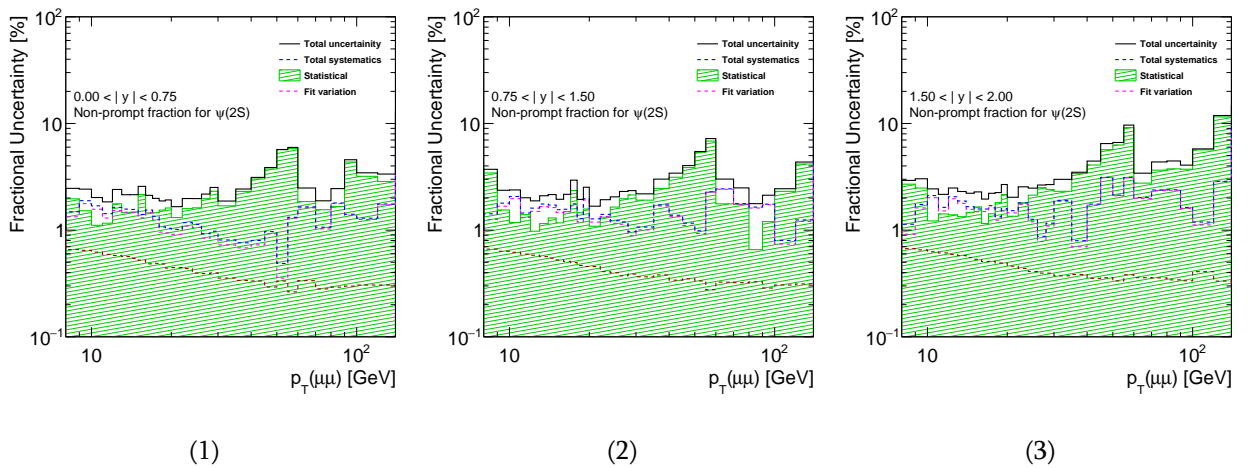 Fractional Uncertainty [%]
10²
10
1
10⁻¹
Total uncertainity
Total systematics
Statistical
Fit variation
0.00 < | y | < 0.75
Non-prompt fraction for ψ(2S)
10
10²
p_T(μμ) [GeV]
(1)
Fractional Uncertainty [%]
10²
10
1
10⁻¹
Total uncertainity
Total systematics
Statistical
Fit variation
0.75 < | y | < 1.50
Non-prompt fraction for ψ(2S)
10
10²
p_T(μμ) [GeV]
(2)
Fractional Uncertainty [%]
10²
10
1
10⁻¹
Total uncertainity
Total systematics
Statistical
Fit variation
1.50 < | y | < 2.00
Non-prompt fraction for ψ(2S)
10
10²
p_T(μμ) [GeV]
(3)